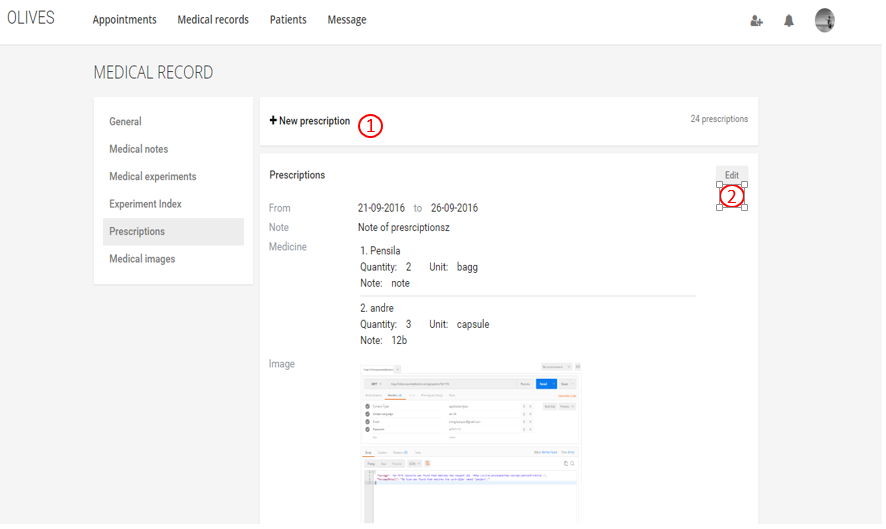 OLIVES Appointments Medical records Patients Message
MEDICAL RECORD
General
Medical notes
Medical experiments
Experiment Index
Prescriptions
Medical images
+ New prescription 1 24 prescriptions
Prescriptions Edit
2
From 21-09-2016 to 26-09-2016
Note Note of presrciptionsz
Medicine
1. Pensila
Quantity: 2 Unit: bagg
Note: note
2. andre
Quantity: 3 Unit: capsule
Note: 12b
Image